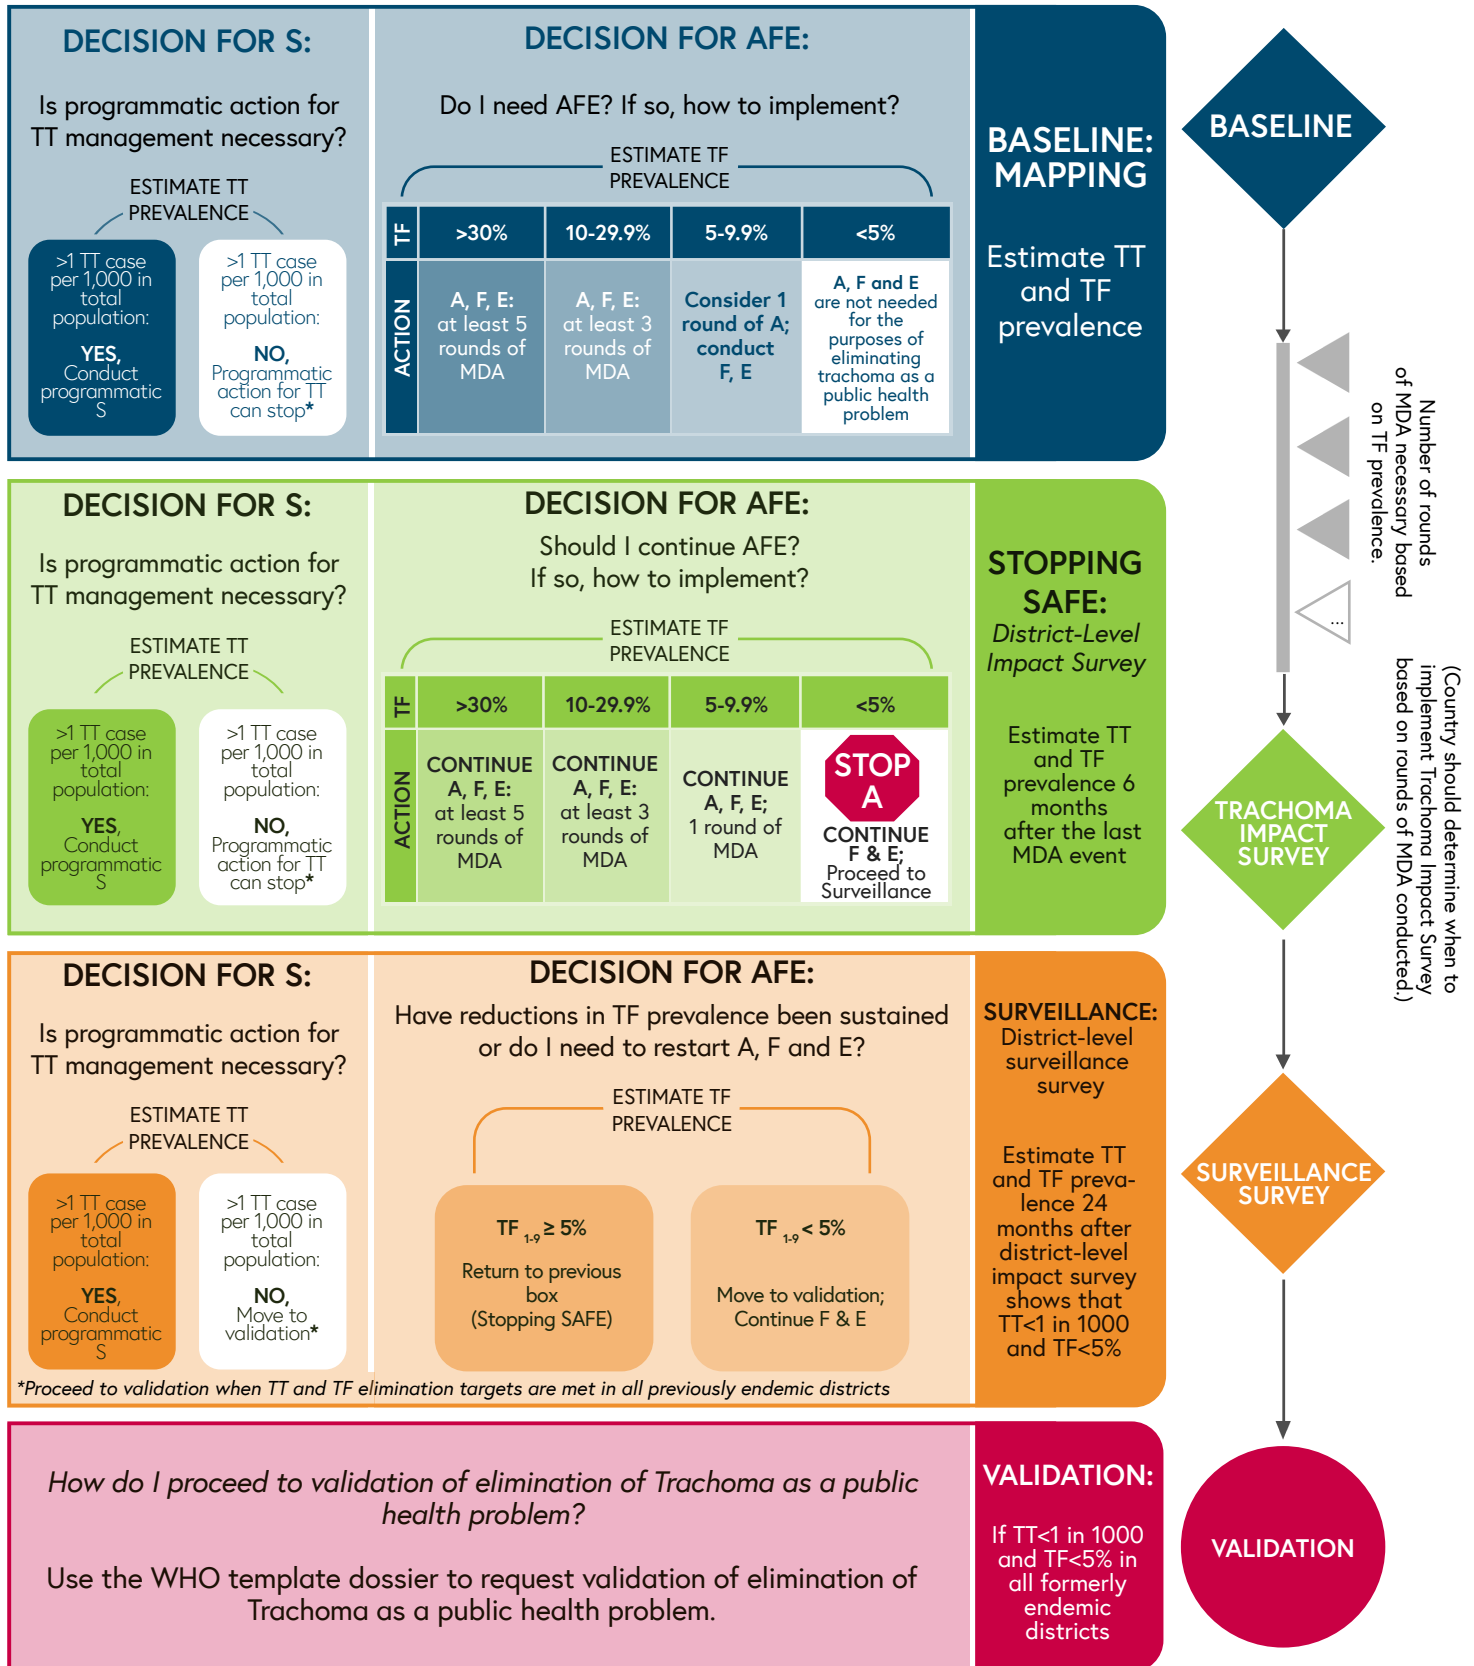 DECISION FOR S:
Is programmatic action for
TT management necessary?
ESTIMATE TT
PREVALENCE
>1 TT case
per 1,000 in
total
population:
YES,
Conduct
programmatic
S
>1 TT case
per 1,000 in
total
population:
NO,
Programmatic
action for TT
can stop*
DECISION FOR AFE:
Do I need AFE? If so, how to implement?
ESTIMATE TF
PREVALENCE
TF
>30%
10-29.9%
5-9.9%
<5%
ACTION
A, F, E:
at least 5
rounds of
MDA
A, F, E:
at least 3
rounds of
MDA
Consider 1
round of A;
conduct
F, E
A, F and E
are not needed
for the
purposes of
eliminating
trachoma as a
public health
problem
BASELINE:
MAPPING
Estimate TT
and TF
prevalence
BASELINE
Number of rounds
of MDA necessary based
on TF prevalence.
...
DECISION FOR S:
Is programmatic action for
TT management necessary?
ESTIMATE TT
PREVALENCE
>1 TT case
per 1,000 in
total
population:
YES,
Conduct
programmatic
S
>1 TT case
per 1,000 in
total
population:
NO,
Programmatic
action for TT
can stop*
DECISION FOR AFE:
Should I continue AFE?
If so, how to implement?
ESTIMATE TF
PREVALENCE
TF
>30%
10-29.9%
5-9.9%
<5%
ACTION
CONTINUE
A, F, E:
at least 5
rounds of
MDA
CONTINUE
A, F, E:
at least 3
rounds of
MDA
CONTINUE
A, F, E;
1 round of
MDA
STOP
A
CONTINUE
F & E;
Proceed to
Surveillance
STOPPING
SAFE:
District-Level
Impact Survey
Estimate TT
and TF
prevalence 6
months
after the last
MDA event
TRACHOMA
IMPACT
SURVEY
(Country should determine when to
implement Trachoma Impact Survey
based on rounds of MDA conducted.)
DECISION FOR S:
Is programmatic action for
TT management necessary?
ESTIMATE TT
PREVALENCE
>1 TT case
per 1,000 in
total
population:
YES,
Conduct
programmatic
S
>1 TT case
per 1,000 in
total
population:
NO,
Move to
validation*
DECISION FOR AFE:
Have reductions in TF prevalence been sustained
or do I need to restart A, F and E?
ESTIMATE TF
PREVALENCE
TF 1-9 ≥ 5%
Return to previous
box
(Stopping SAFE)
TF 1-9 < 5%
Move to validation;
Continue F & E
*Proceed to validation when TT and TF elimination targets are met in all previously endemic districts
SURVEILLANCE:
District-level
surveillance
survey
Estimate TT
and TF preva-
lence 24
months after
district-level
impact survey
shows that
TT<1 in 1000
and TF<5%
SURVEILLANCE
SURVEY
How do I proceed to validation of elimination of Trachoma as a public
health problem?
Use the WHO template dossier to request validation of elimination of
Trachoma as a public health problem.
VALIDATION:
If TT<1 in 1000
and TF<5% in
all formerly
endemic
districts
VALIDATION